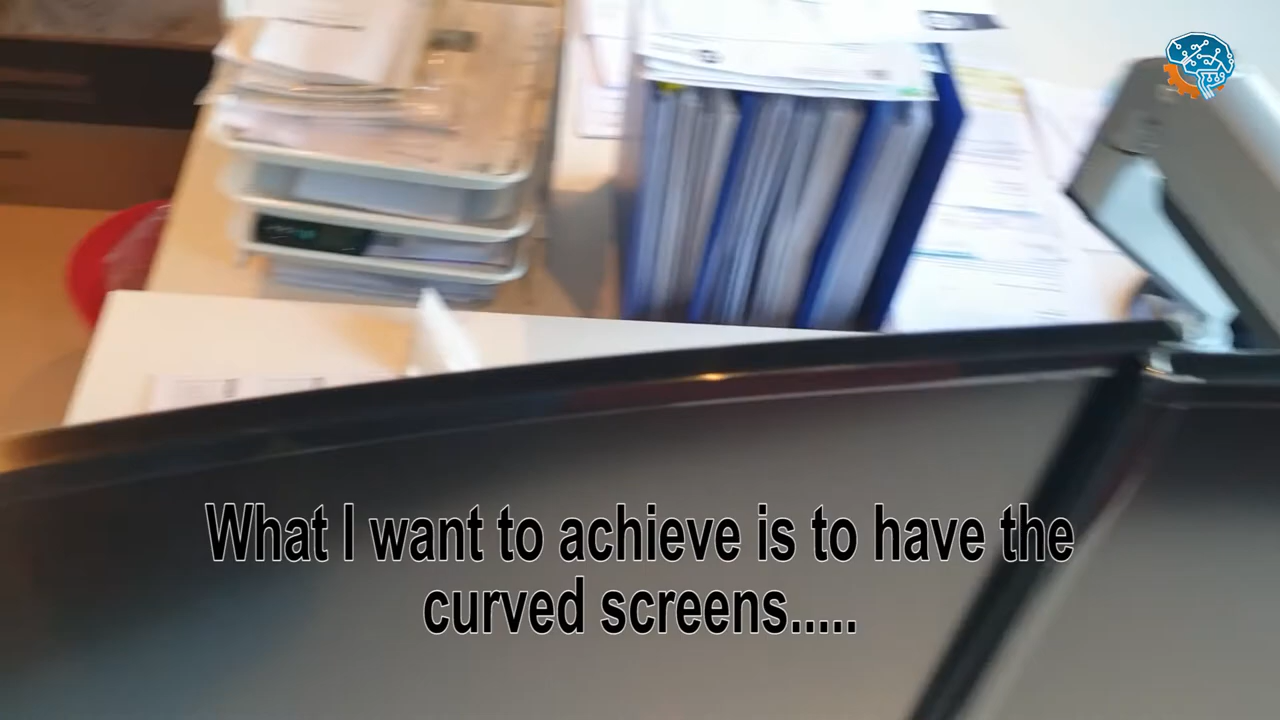 What I want to achieve is to have the
curved screens.....